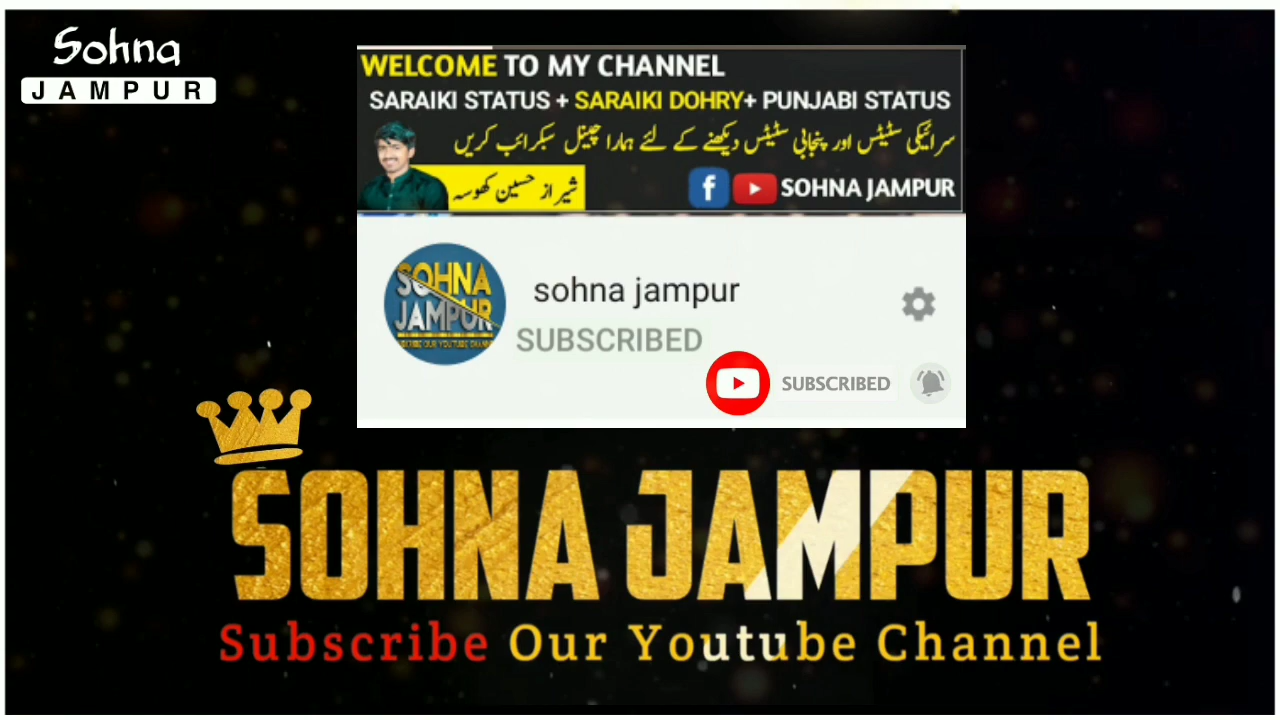 Sohna
JAMPUR
WELCOME TO MY CHANNEL
SARAIKI STATUS + SARAIKI DOHRY+ PUNJABI STATUS
سرائیکی سٹیٹس اور پنجابی سٹیٹس دیکھنے کے لئے ہمارا چینل سبکرائب کریں
شیراز حسین کھوسہ
f SOHNA JAMPUR
SOHNA
JAMPUR
sohna jampur
SUBSCRIBED
SUBSCRIBED
SOHNA JAMPUR
Subscribe Our Youtube Channel